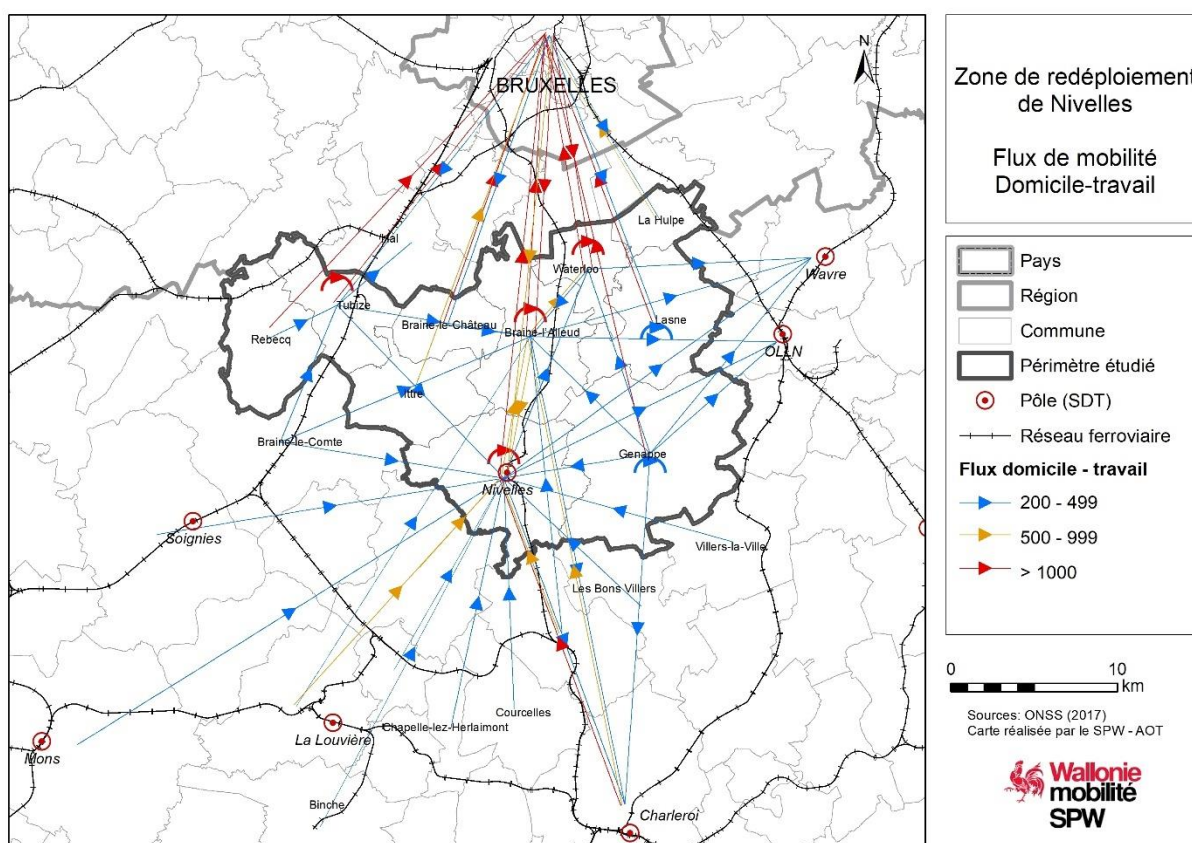 BRUXELLES
N
La Hulpe
Hal
Waterloo
Wavre
Tubize
Rebecq
Braine-le-Château
Braine-l'Alleud
Lasne
OLLN
Ittre
Braine-le-Comte
Genappe
Nivelles
Soignies
Villers-la-Ville
Les Bons Villers
Courcelles
La Louvière
Chapelle-lez-Herlaimont
Mons
Binche
Charleroi
Zone de redéploiement
de Nivelles
Flux de mobilité
Domicile-travail
Pays
Région
Commune
Périmètre étudié
Pôle (SDT)
Réseau ferroviaire
Flux domicile - travail
200 - 499
500 - 999
> 1000
0 10
km
Sources: ONSS (2017)
Carte réalisée par le SPW - AOT
Wallonie
mobilité
SPW